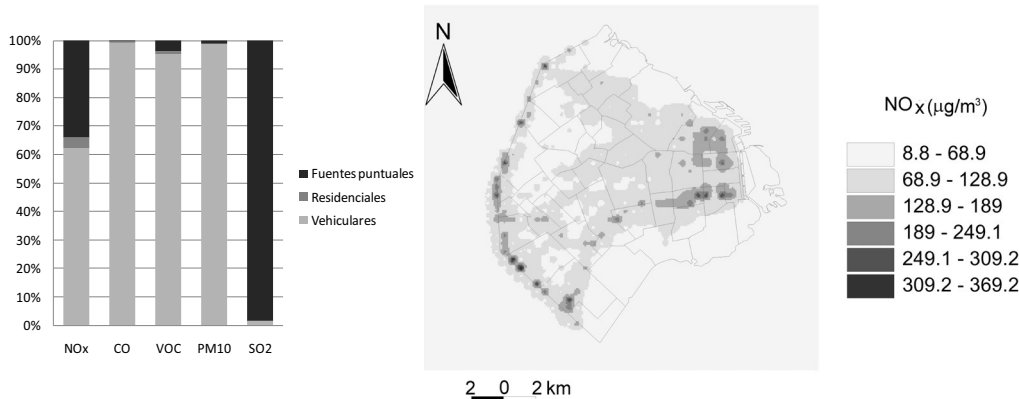 100%
90%
80%
70%
60%
50%
40%
30%
20%
10%
0%
NOx CO VOC PM10 SO2
Fuentes puntuales
Residenciales
Vehiculares
N
2 0 2 km
NOx (µg/m³)
8.8 - 68.9
68.9 - 128.9
128.9 - 189
189 - 249.1
249.1 - 309.2
309.2 - 369.2